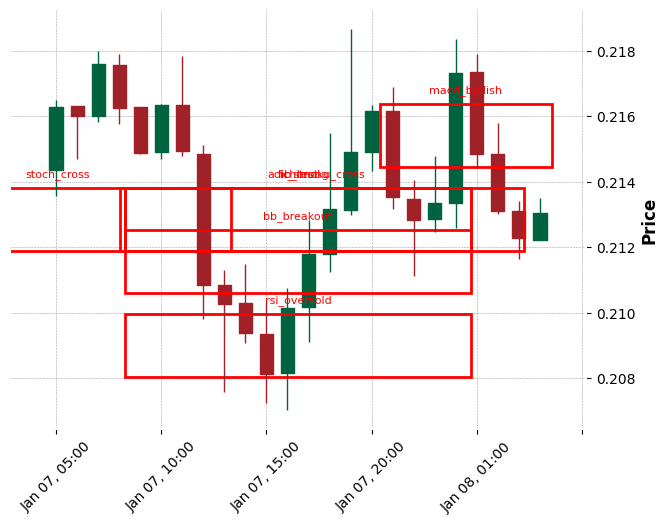 0.218
macd_bullish
0.216
stoch_cross
0.214
bb_breakout
Price
0.212
rsi_oversold
0.210
0.208
Jan 07, 05:00
Jan 07, 10:00
Jan 07, 15:00
Jan 07, 20:00
Jan 08, 01:00